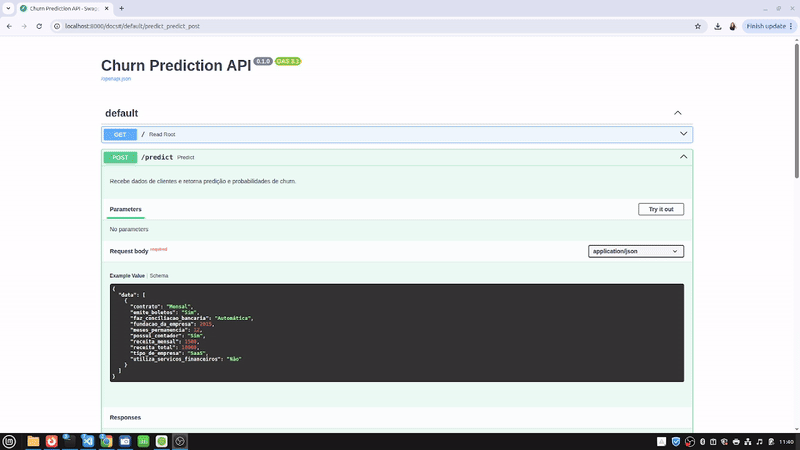 Churn Prediction API - Swag
localhost:8000/docs#/default/predict_predict_post
Finish update
Churn Prediction API 0.1.0 OAS 3.1
/openapi.json
default
GET / Read Root
POST /predict Predict
Recebe dados de clientes e retorna predição e probabilidades de churn.
Parameters
Try it out
No parameters
Request body required
application/json
Example Value | Schema
{
"data": [
{
"contrato": "Mensal",
"emite_boletos": "Sim",
"faz_conciliacao_bancaria": "Automática",
"fundacao_da_empresa": 2015,
"meses_permanencia": 12,
"possui_contador": "Sim",
"receita_mensal": 1500,
"receita_total": 18000,
"tipo_de_empresa": "SaaS",
"utiliza_servicos_financeiros": "Não"
}
]
}
Responses
11:40